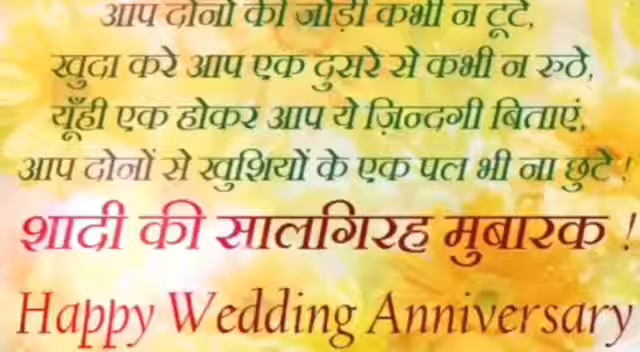 आप दोनों की जोड़ी कभी न टूटे,
खुदा करे आप एक दुसरे से कभी न रुठे,
यूँही एक होकर आप ये ज़िन्दगी बिताएं,
आप दोनों से खुशियों के एक पल भी ना छुटे !
शादी की सालगिरह मुबारक !
Happy Wedding Anniversary